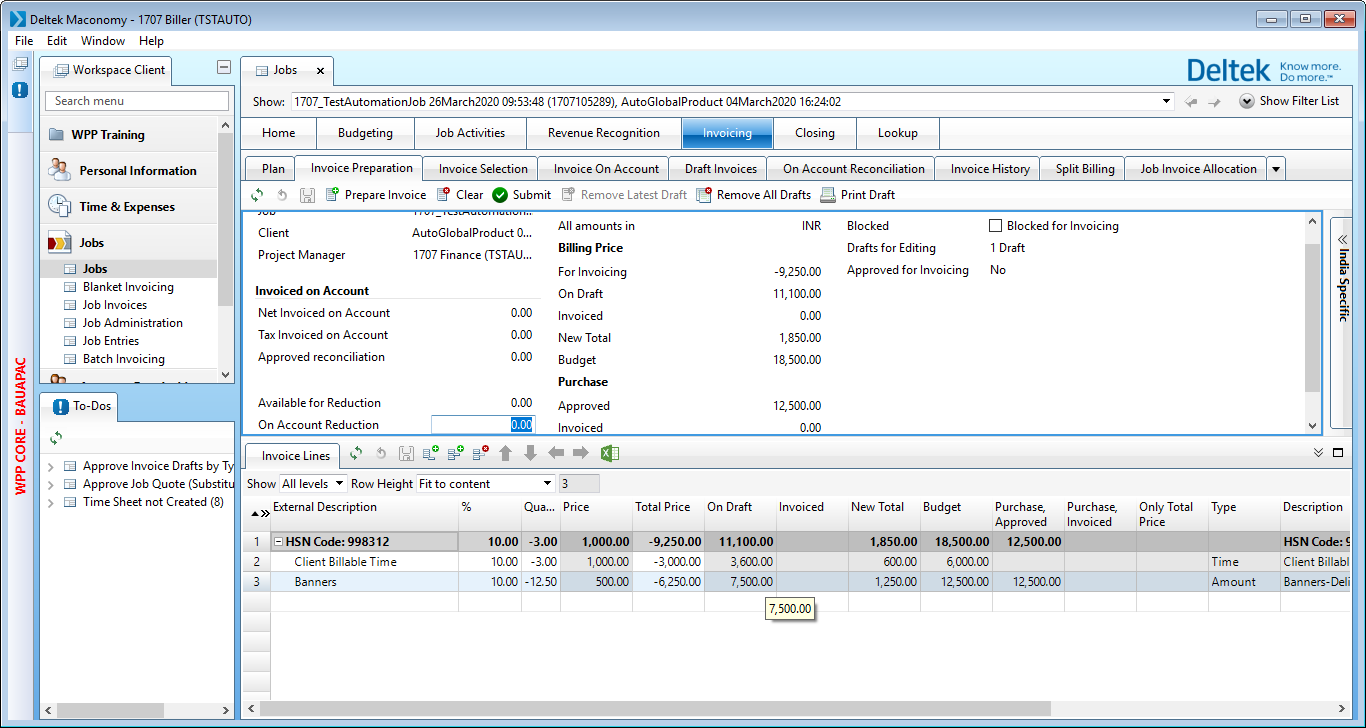 Deltek Maconomy - 1707 Biller (TSTAUTO)
File Edit Window Help
Workspace Client
Jobs
Deltek Know more. Do more.™
Search menu
Show: 1707_TestAutomationJob 26March2020 09:53:48 (1707105289), AutoGlobalProduct 04March2020 16:24:02
Show Filter List
WPP Training
Personal Information
Time & Expenses
Jobs
Jobs
Blanket Invoicing
Job Invoices
Job Administration
Job Entries
Batch Invoicing
WPP CORE - BAUAPAC
To-Dos
Approve Invoice Drafts by Ty
Approve Job Quote (Substitu
Time Sheet not Created (8)
Home Budgeting Job Activities Revenue Recognition Invoicing Closing Lookup
Plan Invoice Preparation Invoice Selection Invoice On Account Draft Invoices On Account Reconciliation Invoice History Split Billing Job Invoice Allocation
Prepare Invoice Clear Submit Remove Latest Draft Remove All Drafts Print Draft
Job 1707_TestAutomation...
Client AutoGlobalProduct 0...
Project Manager 1707 Finance (TSTAU...
Invoiced on Account
Net Invoiced on Account 0.00
Tax Invoiced on Account 0.00
Approved reconciliation 0.00
Available for Reduction 0.00
On Account Reduction 0.00
All amounts in INR
Billing Price
For Invoicing -9,250.00
On Draft 11,100.00
Invoiced 0.00
New Total 1,850.00
Budget 18,500.00
Purchase
Approved 12,500.00
Invoiced 0.00
Blocked Blocked for Invoicing
Drafts for Editing 1 Draft
Approved for Invoicing No
India Specific
Invoice Lines
Show All levels Row Height Fit to content 3
External Description % Qua... Price Total Price On Draft Invoiced New Total Budget Purchase, Approved Purchase, Invoiced Only Total Price Type Description
1 HSN Code: 998312 10.00 -3.00 1,000.00 -9,250.00 11,100.00 1,850.00 18,500.00 12,500.00 HSN Code: 9
2 Client Billable Time 10.00 -3.00 1,000.00 -3,000.00 3,600.00 600.00 6,000.00 Time Client Billabl
3 Banners 10.00 -12.50 500.00 -6,250.00 7,500.00 1,250.00 12,500.00 12,500.00 Amount Banners-Deli
7,500.00